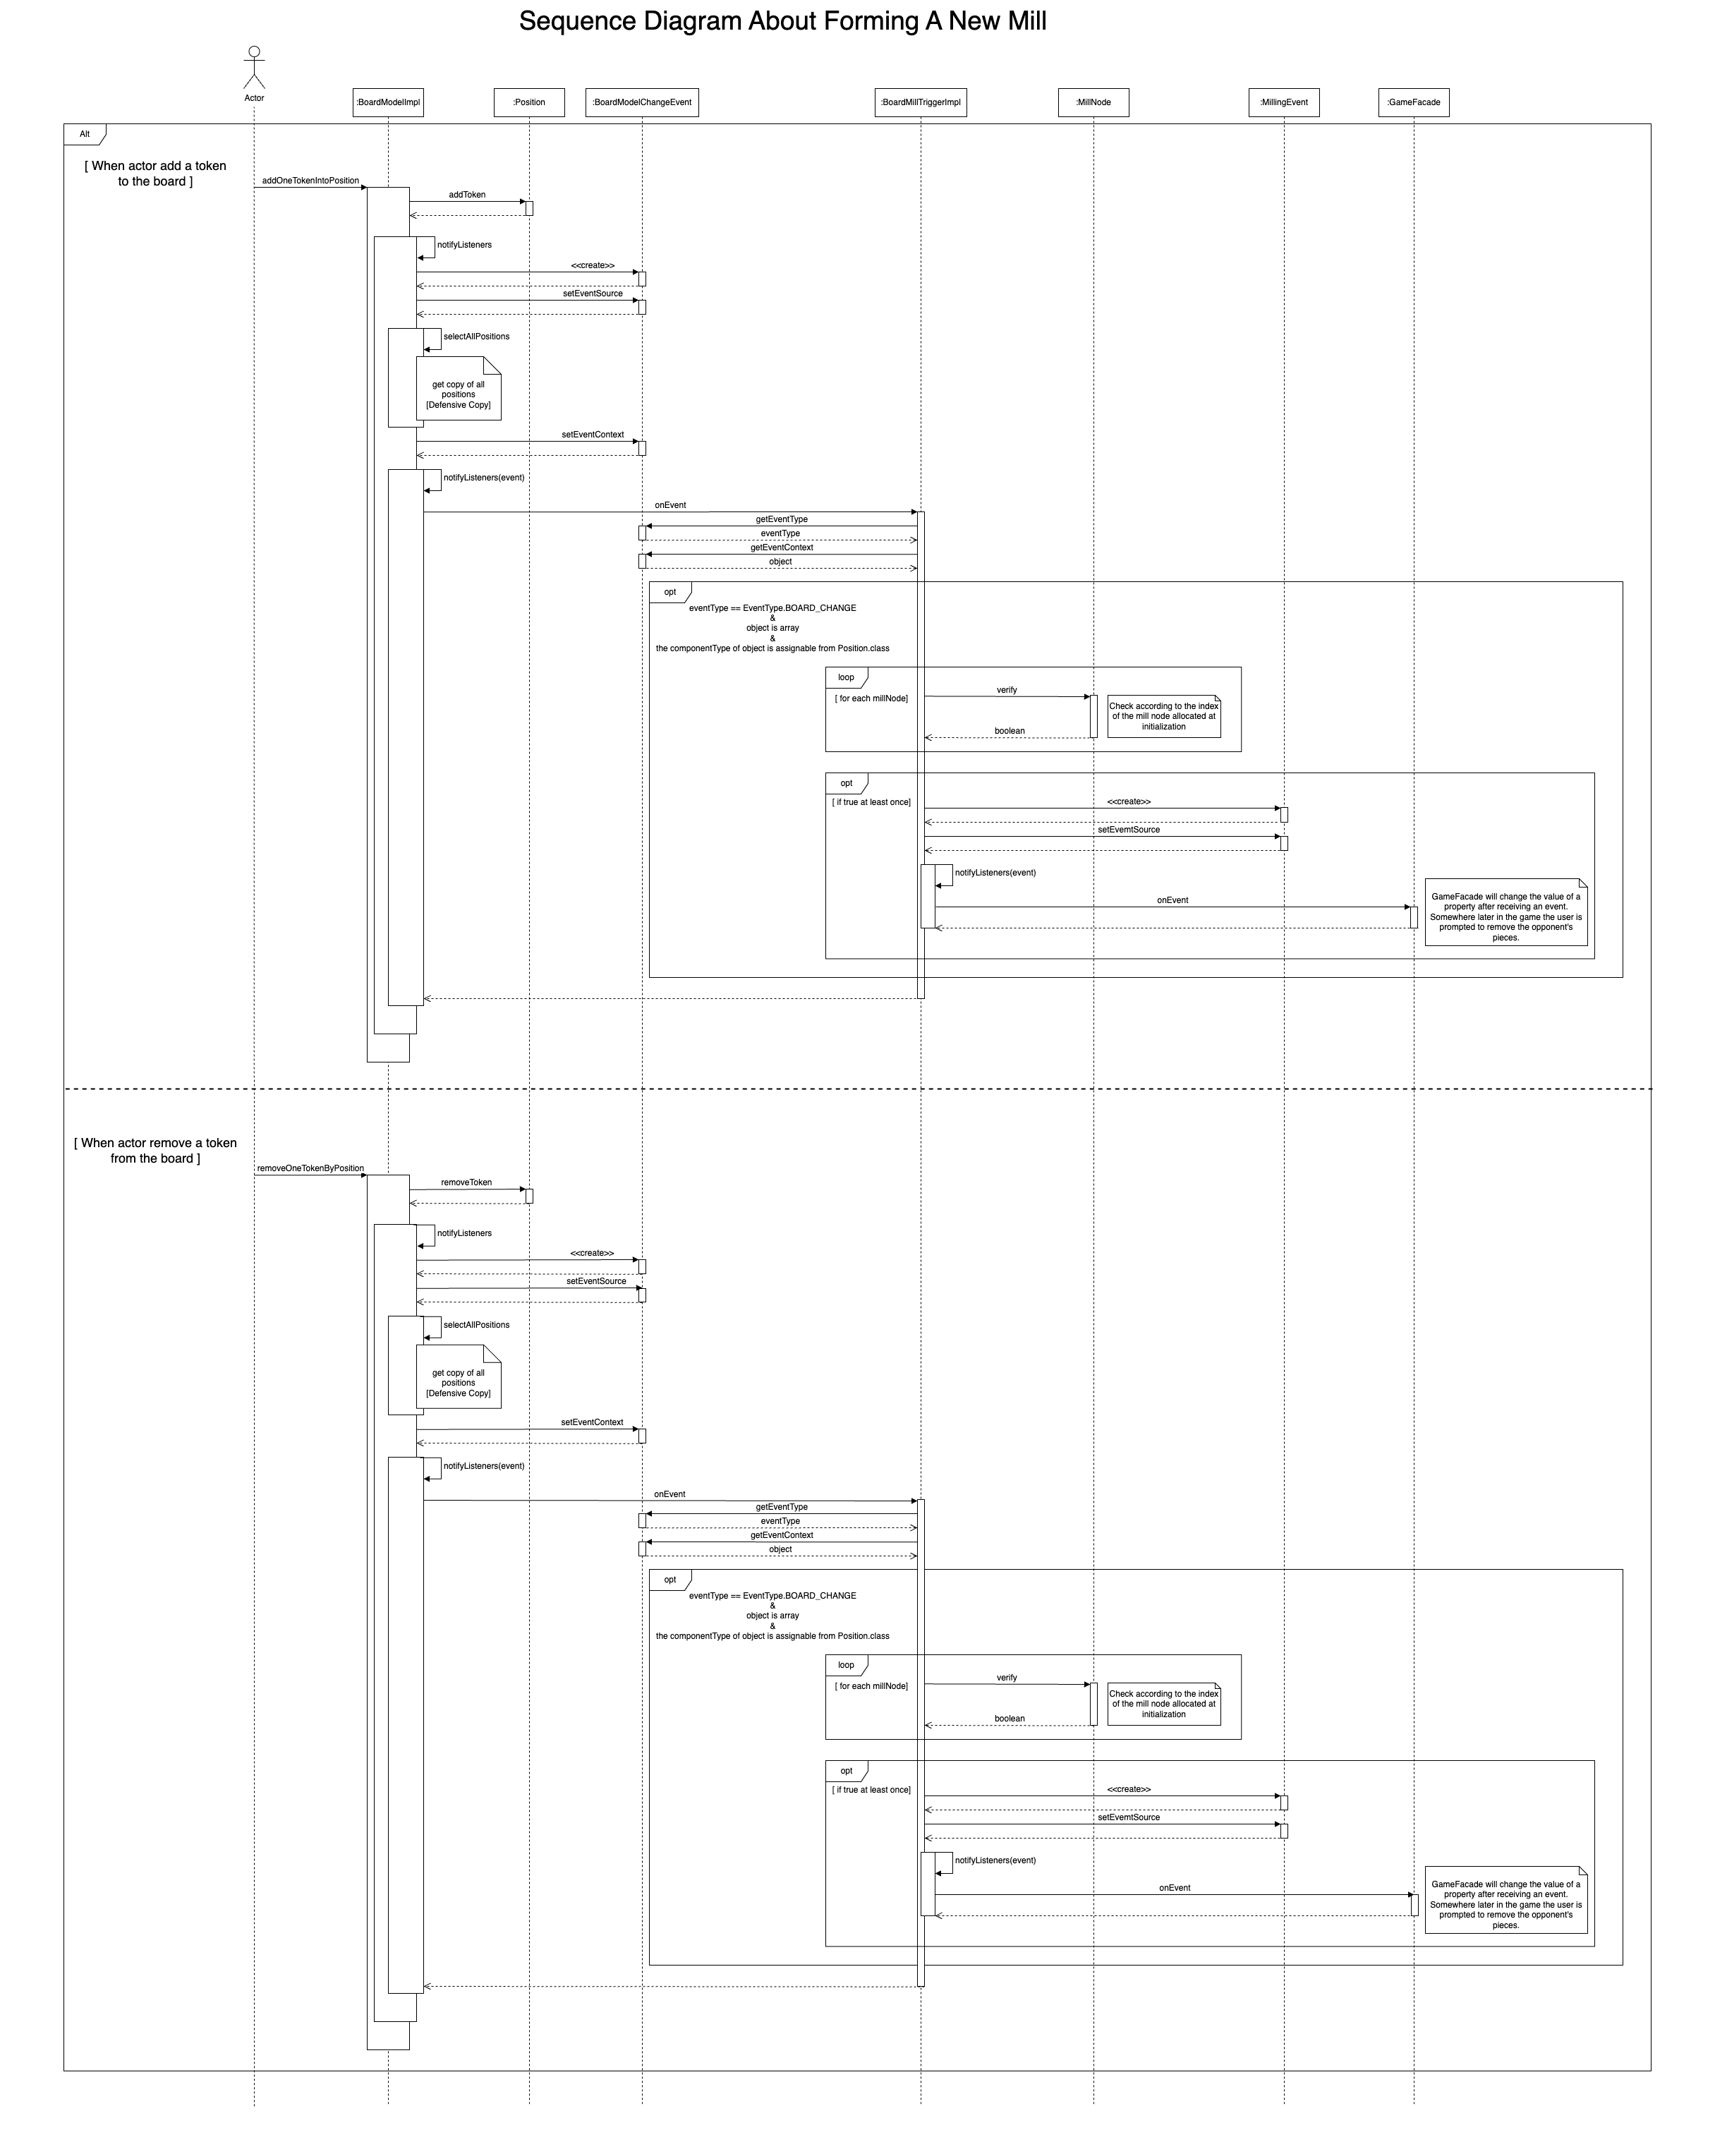 Sequence Diagram About Forming A New Mill
Actor
:BoardModelImpl
:Position
:BoardModelChangeEvent
:BoardMillTriggerImpl
:MillNode
:MillingEvent
:GameFacade
Alt
[ When actor add a token
to the board ]
addOneTokenIntoPosition
addToken
notifyListeners
<<create>>
setEventSource
selectAllPositions
get copy of all
positions
[Defensive Copy]
setEventContext
notifyListeners(event)
onEvent
getEventType
eventType
getEventContext
object
opt
eventType == EventType.BOARD_CHANGE
&
object is array
&
the componentType of object is assignable from Position.class
loop
[ for each millNode]
verify
Check according to the index
of the mill node allocated at
initialization
boolean
opt
[ if true at least once]
<<create>>
setEvemtSource
notifyListeners(event)
onEvent
GameFacade will change the value of a
property after receiving an event.
Somewhere later in the game the user is
prompted to remove the opponent's
pieces.
[ When actor remove a token
from the board ]
removeOneTokenByPosition
removeToken
notifyListeners
<<create>>
setEventSource
selectAllPositions
get copy of all
positions
[Defensive Copy]
setEventContext
notifyListeners(event)
onEvent
getEventType
eventType
getEventContext
object
opt
eventType == EventType.BOARD_CHANGE
&
object is array
&
the componentType of object is assignable from Position.class
loop
[ for each millNode]
verify
Check according to the index
of the mill node allocated at
initialization
boolean
opt
[ if true at least once]
<<create>>
setEvemtSource
notifyListeners(event)
onEvent
GameFacade will change the value of a
property after receiving an event.
Somewhere later in the game the user is
prompted to remove the opponent's
pieces.